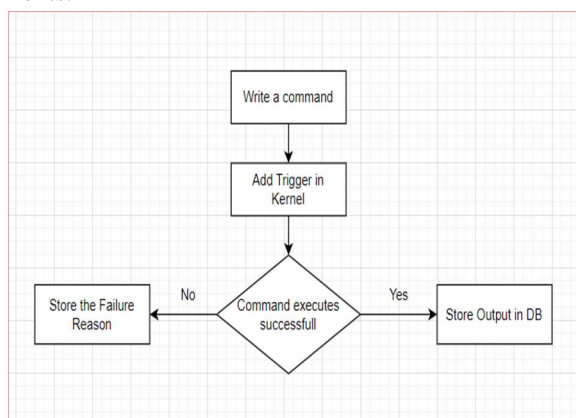 Write a command
Add Trigger in
Kernel
Command executes
successfull
No
Yes
Store the Failure
Reason
Store Output in DB